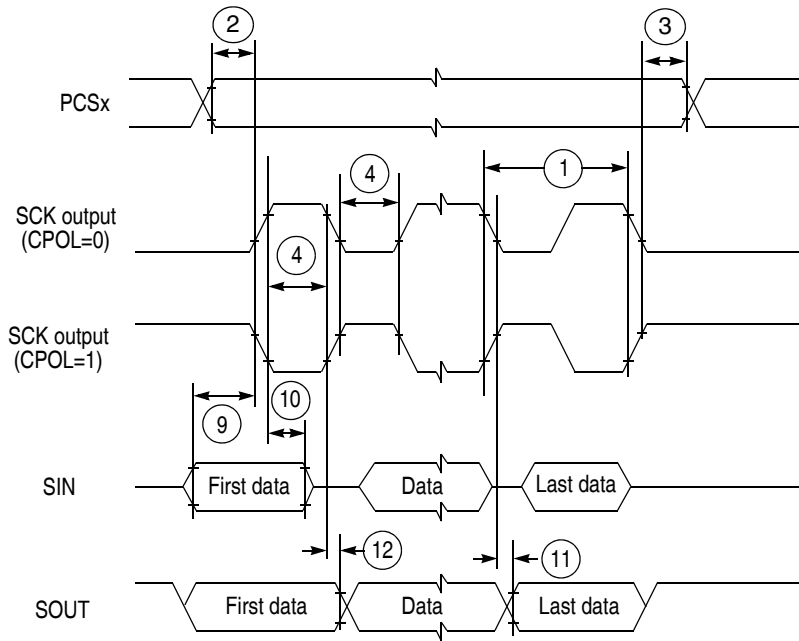 2
3
PCSx
4
1
SCK output
(CPOL=0)
4
SCK output
(CPOL=1)
9
10
SIN
First data
Data
Last data
12
11
SOUT
First data
Data
Last data